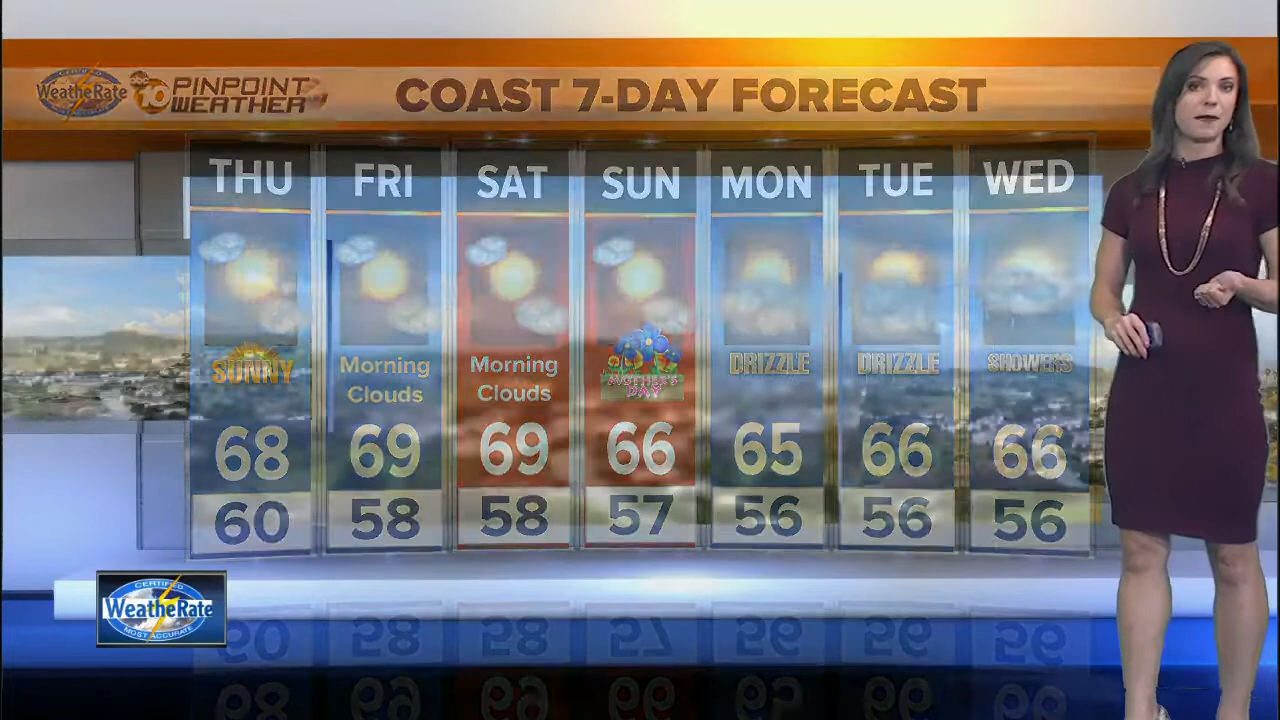 CERTIFIED
WeatheRate
abc 10
PINPOINT
WEATHER
COAST 7-DAY FORECAST
THU FRI SAT SUN MON TUE WED
SUNNY
Morning
Clouds
Morning
Clouds
MOTHER'S
DAY
DRIZZLE
DRIZZLE
SHOWERS
68 69 69 66 65 66 66
60 58 58 57 56 56 56
CERTIFIED
WeatheRate
MOST ACCURATE